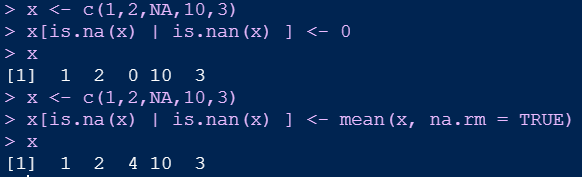 > x <- c(1,2,NA,10,3)
> x[is.na(x) | is.nan(x) ] <- 0
> x
[1]  1  2  0 10  3
> x <- c(1,2,NA,10,3)
> x[is.na(x) | is.nan(x) ] <- mean(x, na.rm = TRUE)
> x
[1]  1  2  4 10  3